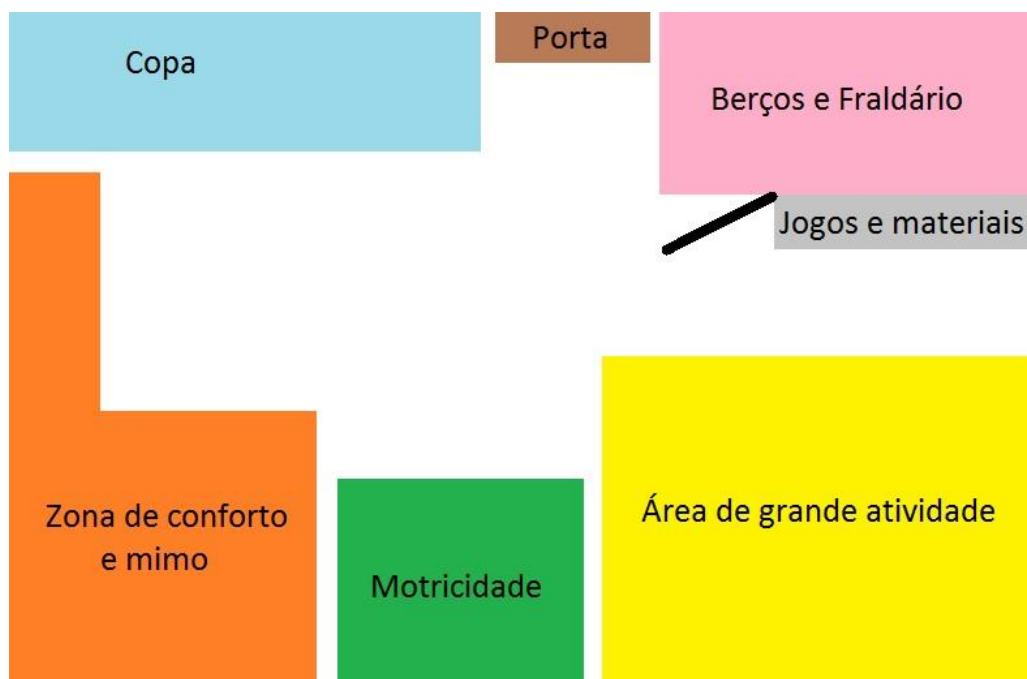 Copa
Porta
Berços e Fraldário
Jogos e materiais
Zona de conforto
e mimo
Motricidade
Área de grande atividade